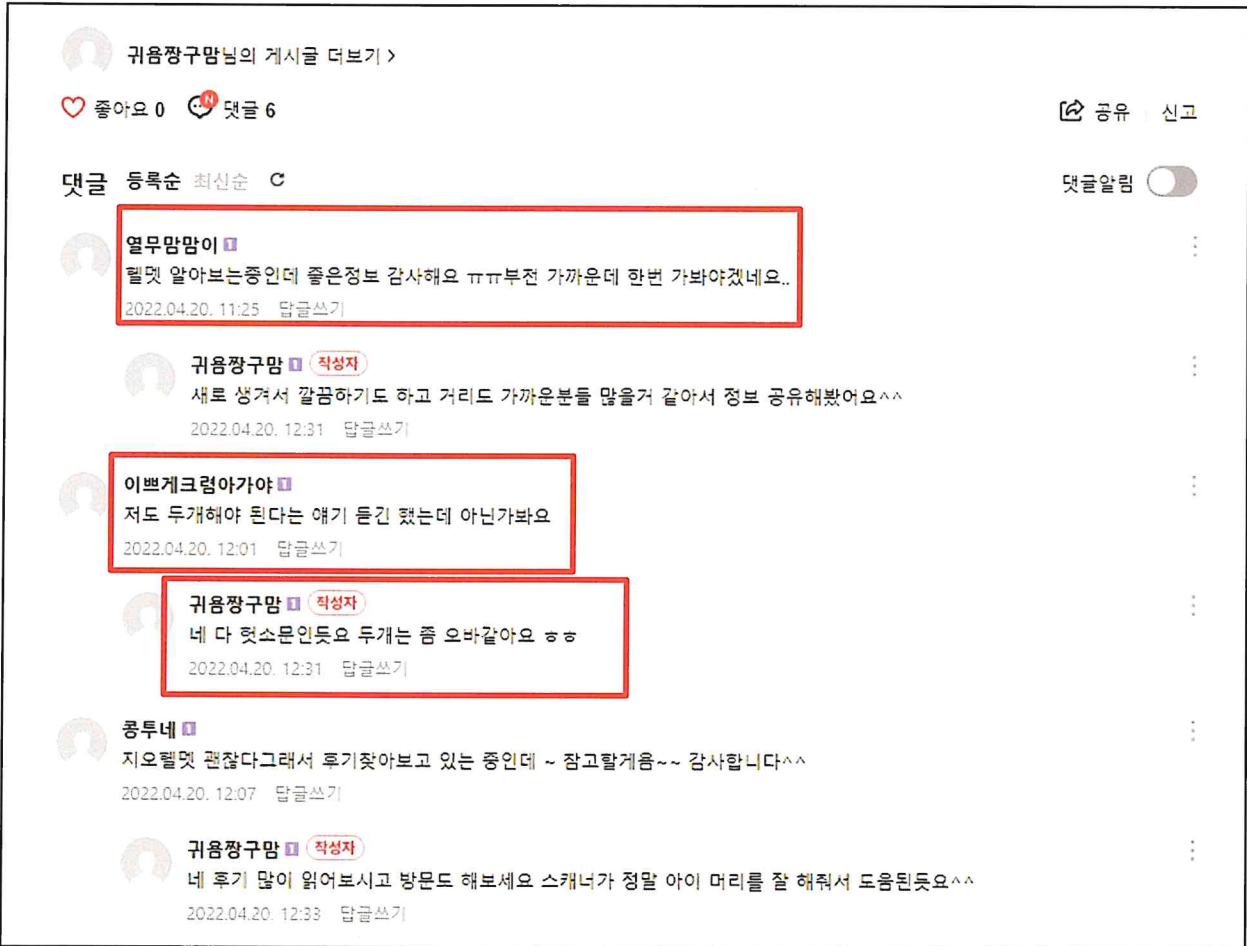 귀욤짱구맘님의 게시글 더보기 >
좋아요 0 N 댓글 6 공유 신고
댓글 등록순 최신순 댓글알림
열무맘맘이 1
헬멧 알아보는중인데 좋은정보 감사해요 ㅠㅠ부전 가까운데 한번 가봐야겠네요..
2022.04.20. 11:25 답글쓰기
귀욤짱구맘 1 작성자
새로 생겨서 깔끔하기도 하고 거리도 가까운분들 많을거 같아서 정보 공유해봤어요^^
2022.04.20. 12:31 답글쓰기
이쁘게크렴아가야 1
저도 두개해야 된다는 얘기 듣긴 했는데 아닌가봐요
2022.04.20. 12:01 답글쓰기
귀욤짱구맘 1 작성자
네 다 헛소문인듯요 두개는 좀 오바같아요 ㅎㅎ
2022.04.20. 12:31 답글쓰기
콩투네 1
지오헬멧 괜찮다그래서 후기찾아보고 있는 중인데 ~ 참고할게욤~~ 감사합니다^^
2022.04.20. 12:07 답글쓰기
귀욤짱구맘 1 작성자
네 후기 많이 읽어보시고 방문도 해보세요 스캐너가 정말 아이 머리를 잘 해줘서 도움된듯요^^
2022.04.20. 12:33 답글쓰기